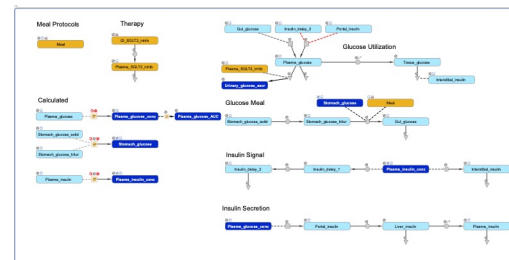 Meal Protocols
Therapy
Meal
GI_SGLT2_inhib
Plasma_SGLT2_inhib
Calculated
Plasma_glucose
Plasma_glucose_conc
Plasma_glucose_AUC
Stomach_glucose_solid
Stomach_glucose
Stomach_glucose_blur
Plasma_insulin
Plasma_insulin_conc
Gut_glucose
Insulin_delay_2
Portal_insulin
Glucose Utilization
Plasma_SGLT2_inhib
Plasma_glucose
Tissue_glucose
Urinary_glucose_excr
Interstitial_insulin
Glucose Meal
Stomach_glucose
Meal
Stomach_glucose_solid
Stomach_glucose_blur
Gut_glucose
Insulin Signal
Insulin_delay_2
Insulin_delay_1
Plasma_insulin_conc
Interstitial_insulin
Insulin Secretion
Plasma_glucose_conc
Portal_insulin
Liver_insulin
Plasma_insulin